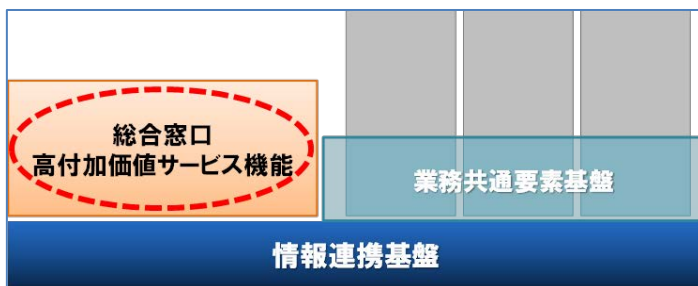 総合窓口
高付加価値サービス機能
業務共通要素基盤
情報連携基盤